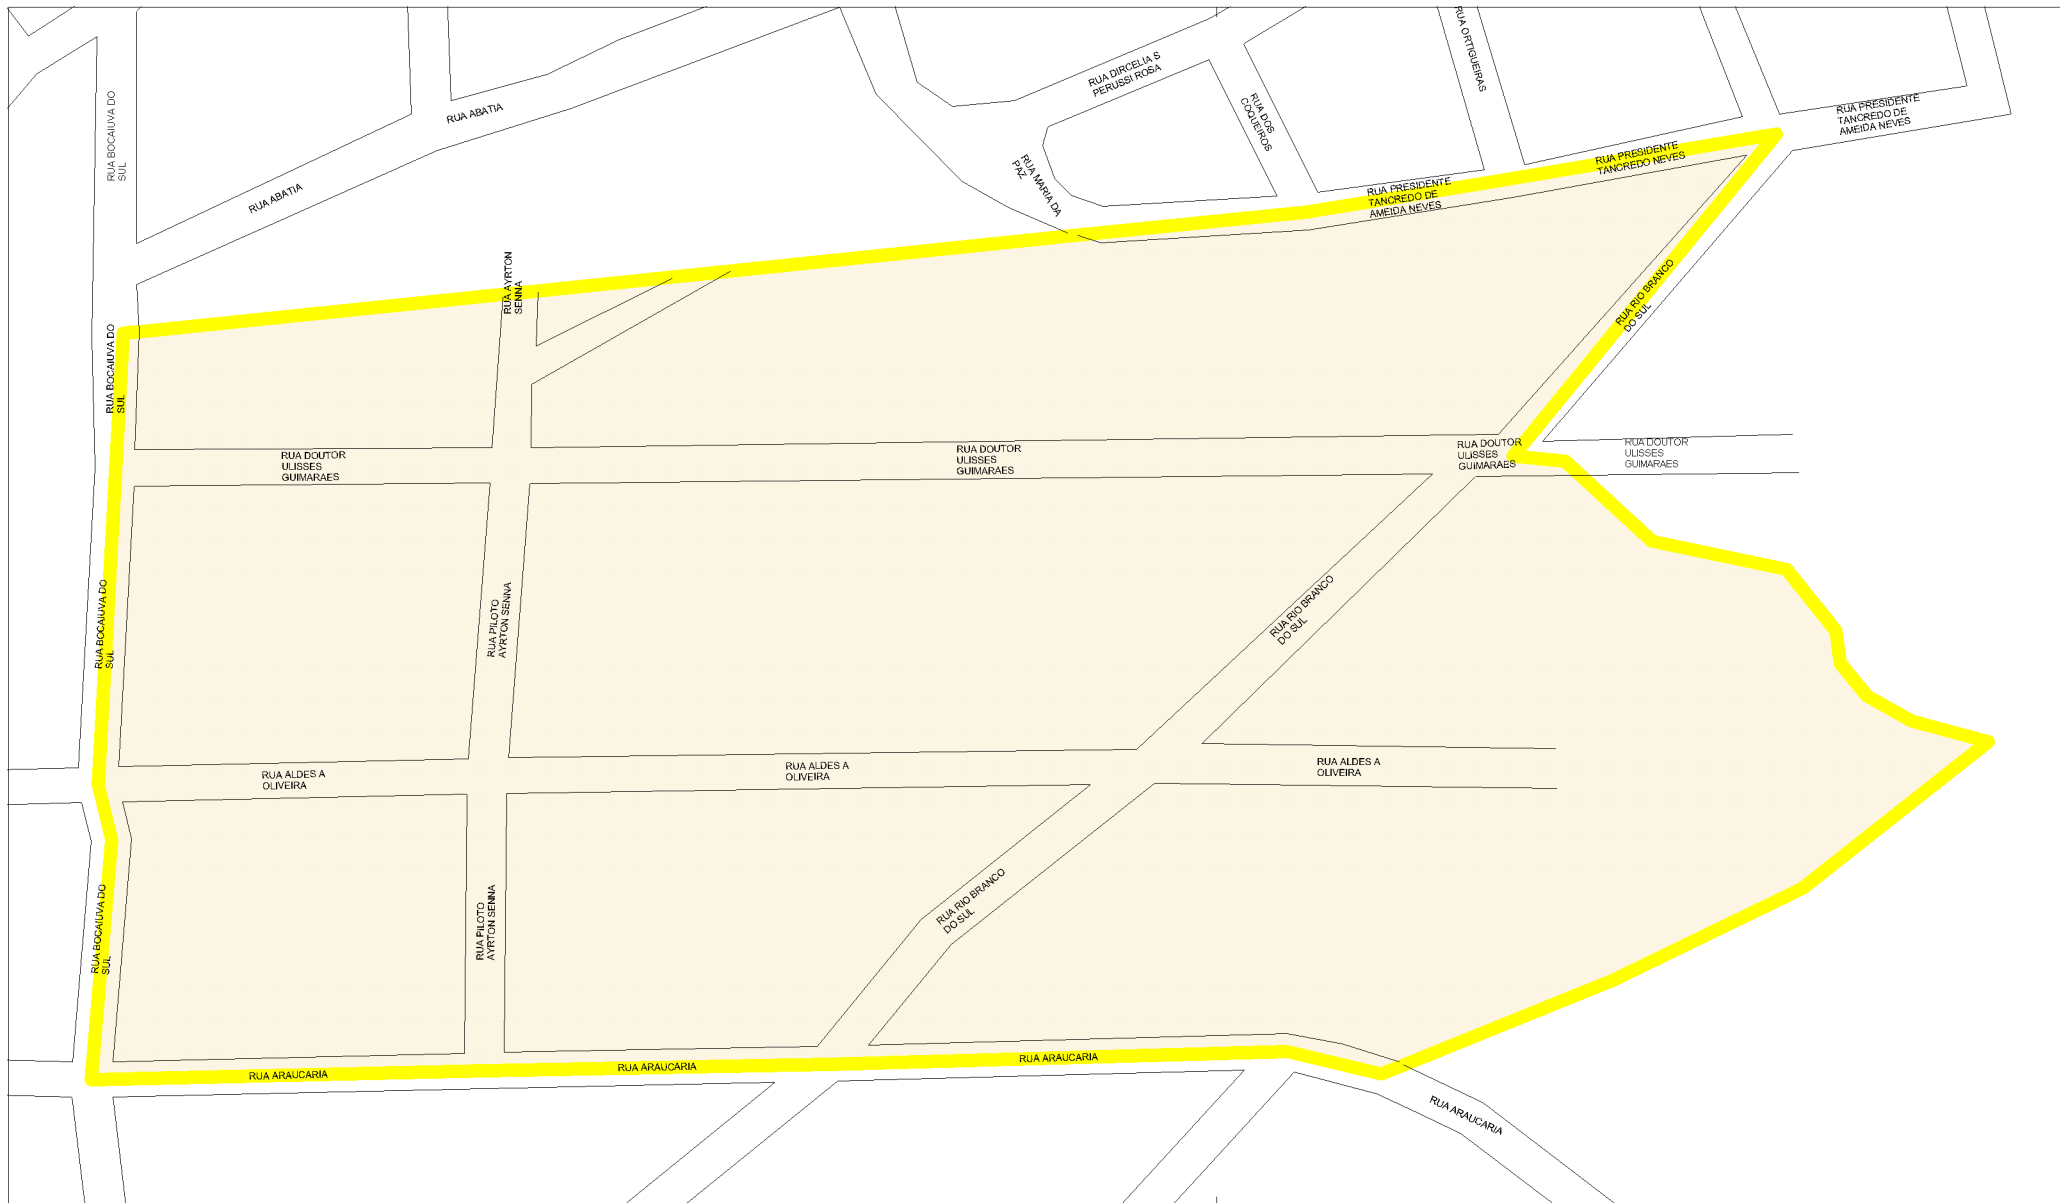 RUA ORTIGUEIRAS
RUA DIRCELIA S
PERUSSI ROSA
RUA BOCAIUVA DO
SUL
RUA ABATIA
RUA DOS
COQUEIROS
RUA PRESIDENTE
TANCREDO DE
AMEIDA NEVES
RUA PRESIDENTE
TANCREDO NEVES
RUA ABATIA
RUA MARIA DA
PAZ
RUA PRESIDENTE
TANCREDO DE
AMEIDA NEVES
RUA AYRTON
SENNA
RUA RIO BRANCO
DO SUL
RUA BOCAIUVA DO
SUL
RUA DOUTOR
ULISSES
GUIMARAES
RUA DOUTOR
ULISSES
GUIMARAES
RUA DOUTOR
ULISSES
GUIMARAES
RUA DOUTOR
ULISSES
GUIMARAES
RUA BOCAIUVA DO
SUL
RUA PILOTO
AYRTON SENNA
RUA RIO BRANCO
DO SUL
RUA ALDES A
OLIVEIRA
RUA ALDES A
OLIVEIRA
RUA ALDES A
OLIVEIRA
RUA BOCAIUVA DO
SUL
RUA PILOTO
AYRTON SENNA
RUA RIO BRANCO
DO SUL
RUA ARAUCARIA
RUA ARAUCARIA
RUA ARAUCARIA
RUA ARAUCARIA